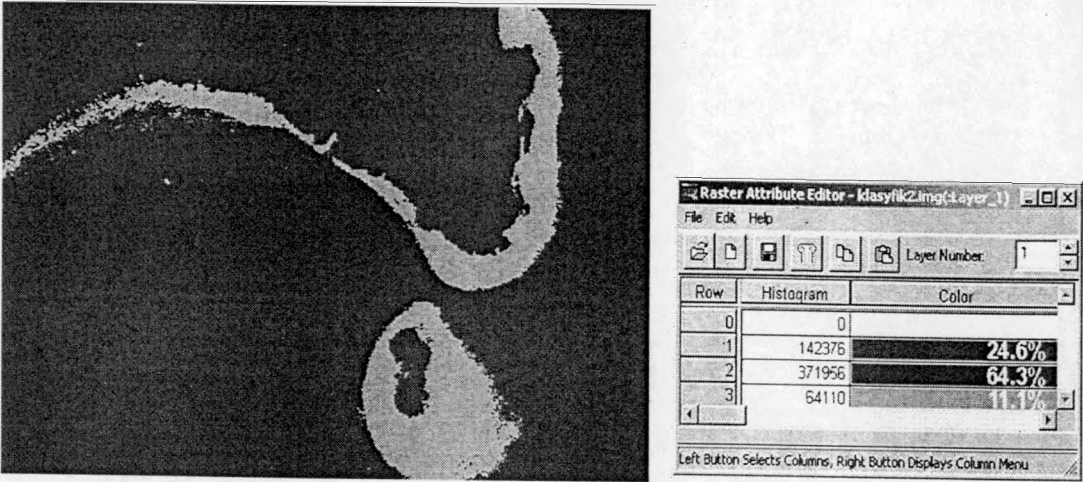 Raster Attribute Editor - klasyfik2.img(:Layer_1)
File Edit Help
Layer Number: 1
Row Histogram Color
0 0
1 142376 24.6%
2 371956 64.3%
3 64110 11.1%
Left Button Selects Columns, Right Button Displays Column Menu